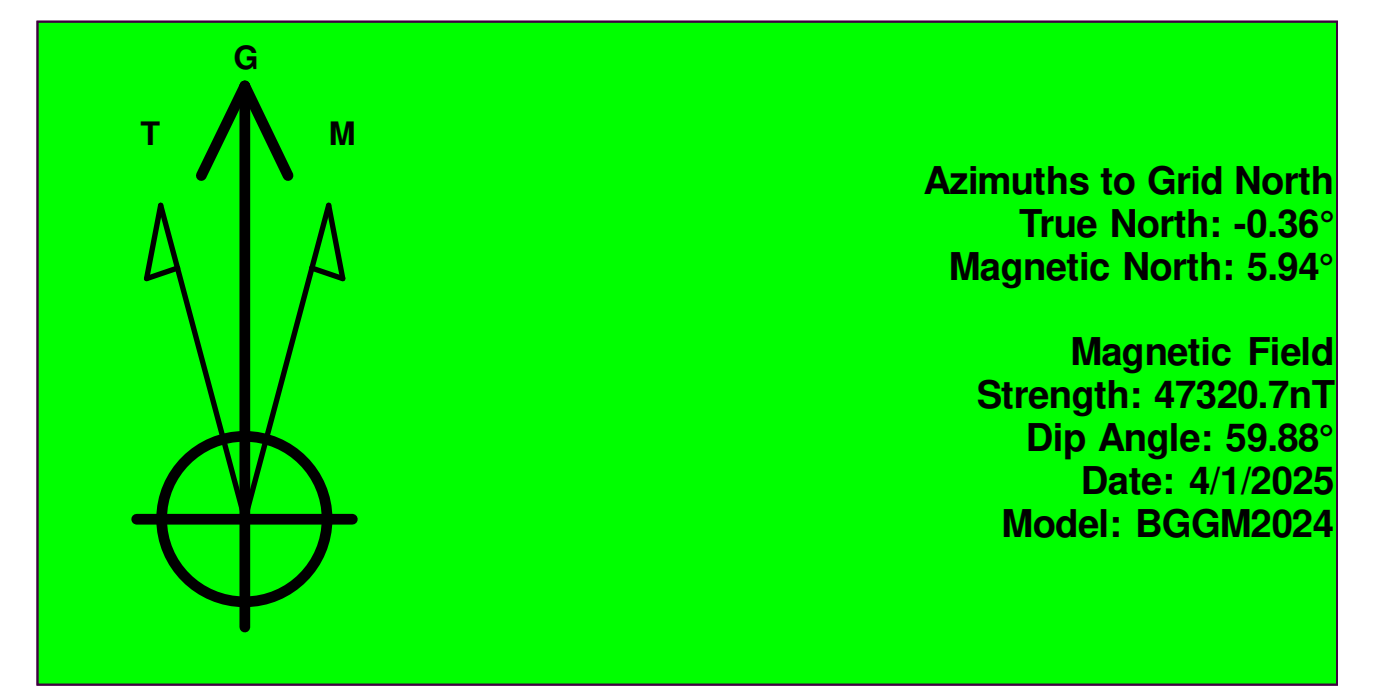 G
T M
Azimuths to Grid North
True North: -0.36°
Magnetic North: 5.94°
Magnetic Field
Strength: 47320.7nT
Dip Angle: 59.88°
Date: 4/1/2025
Model: BGGM2024